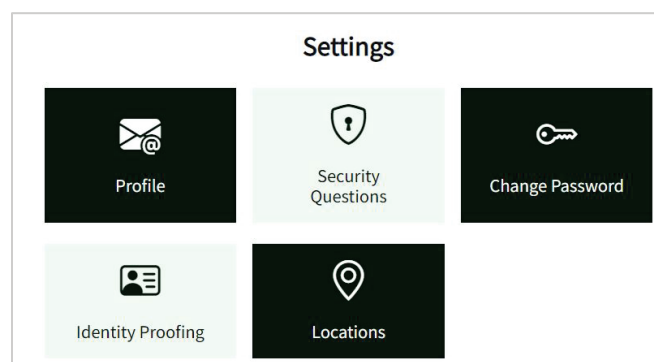 Settings
Profile
Security
Questions
Change Password
Identity Proofing
Locations